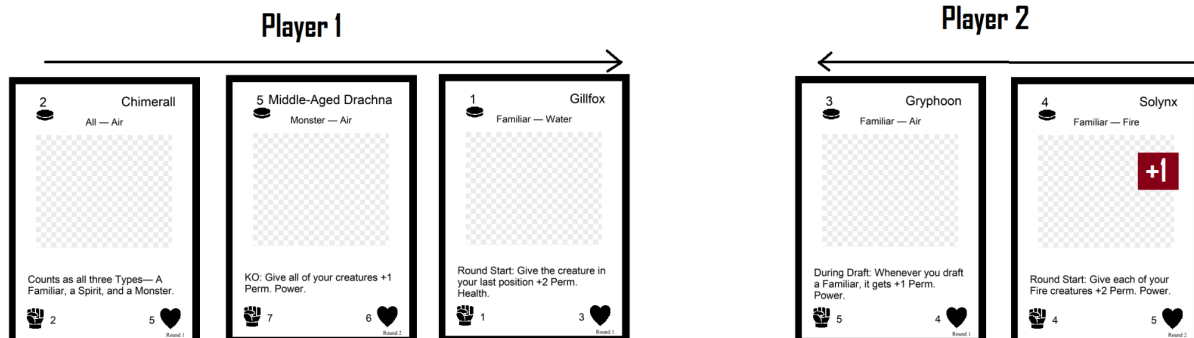 Player 1
Player 2
2 Chimerall
All — Air
Counts as all three Types— A
Familiar, a Spirit, and a Monster.
2 5
Round 1
5 Middle-Aged Drachna
Monster — Air
KO: Give all of your creatures +1
Perm. Power.
7 6
Round 2
1 Gillfox
Familiar — Water
Round Start: Give the creature in
your last position +2 Perm.
Health.
1 3
Round 1
3 Gryphoon
Familiar — Air
During Draft: Whenever you draft
a Familiar, it gets +1 Perm.
Power.
5 4
Round 1
4 Solynx
Familiar — Fire
+1
Round Start: Give each of your
Fire creatures +2 Perm. Power.
4 5
Round 2